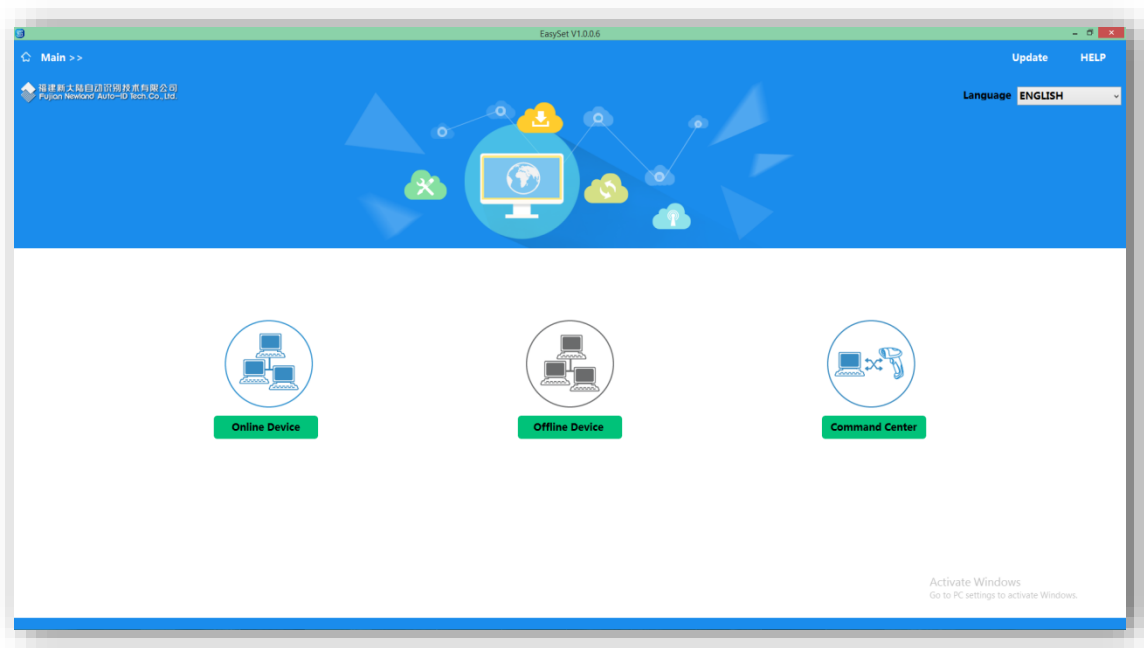 EasySet V1.0.0.6
Main >>
Update
HELP
福建新大陆自动识别技术有限公司
Fujian Newland Auto-ID Tech.Co.,Ltd.
Language
ENGLISH
Online Device
Offline Device
Command Center
Activate Windows
Go to PC settings to activate Windows.